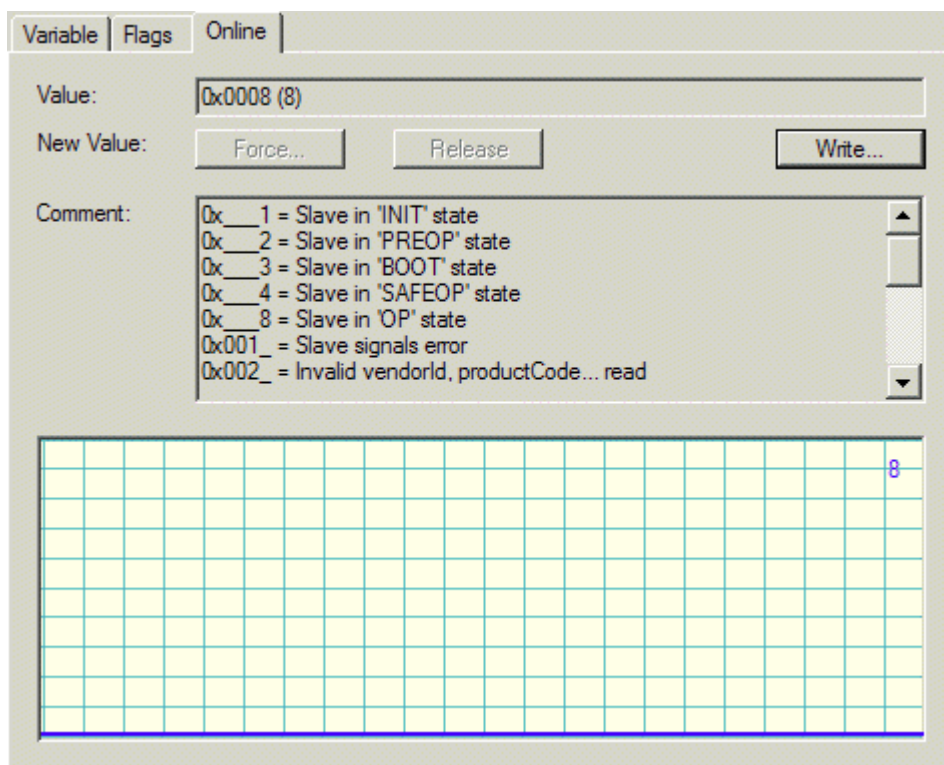 Variable Flags Online
Value: 0x0008 (8)
New Value: Force... Release Write...
Comment: 0x___1 = Slave in 'INIT' state
0x___2 = Slave in 'PREOP' state
0x___3 = Slave in 'BOOT' state
0x___4 = Slave in 'SAFEOP' state
0x___8 = Slave in 'OP' state
0x001_ = Slave signals error
0x002_ = Invalid vendorId, productCode... read
8